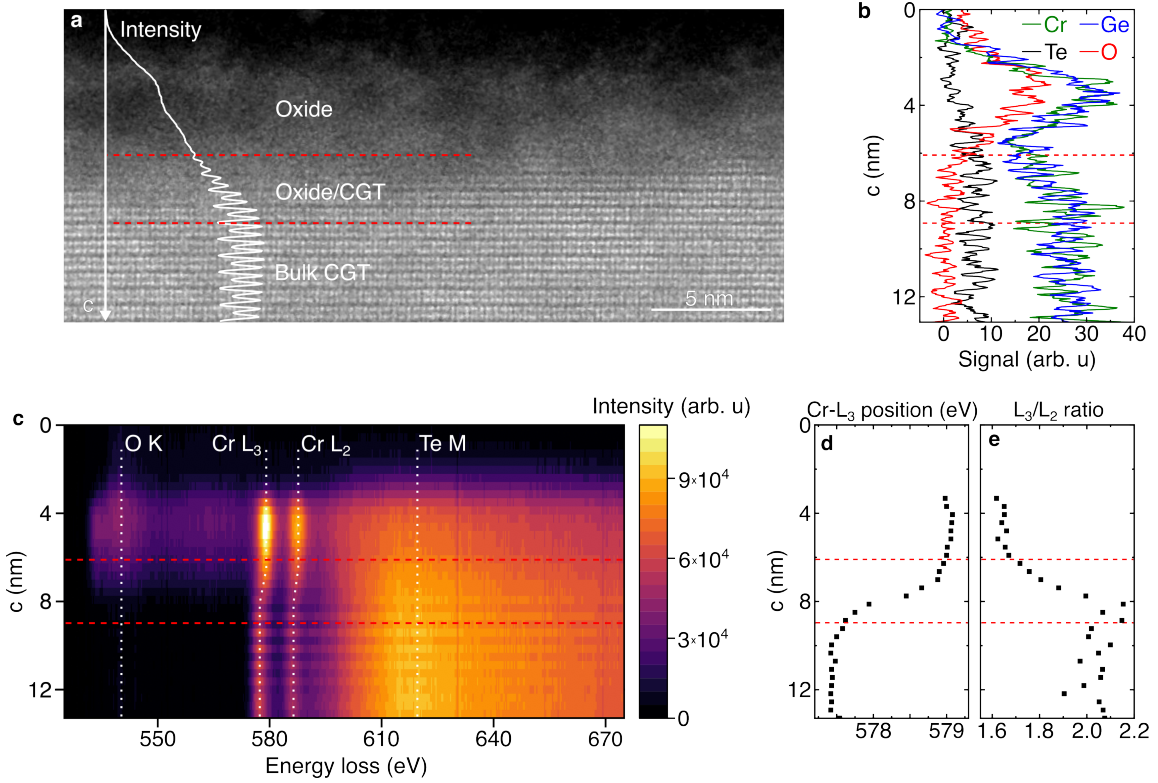 a
Intensity
Oxide
Oxide/CGT
Bulk CGT
c
5 nm
b
Cr
Ge
Te
O
0
4
8
12
c (nm)
0 10 20 30 40
Signal (arb. u)
c
Intensity (arb. u)
O K
Cr L₃
Cr L₂
Te M
0
4
8
12
c (nm)
550 580 610 640 670
Energy loss (eV)
9×10⁴
6×10⁴
3×10⁴
0
Cr-L₃ position (eV)
L₃/L₂ ratio
d
e
0
4
8
12
c (nm)
578 579
1.6 2.0 2.2